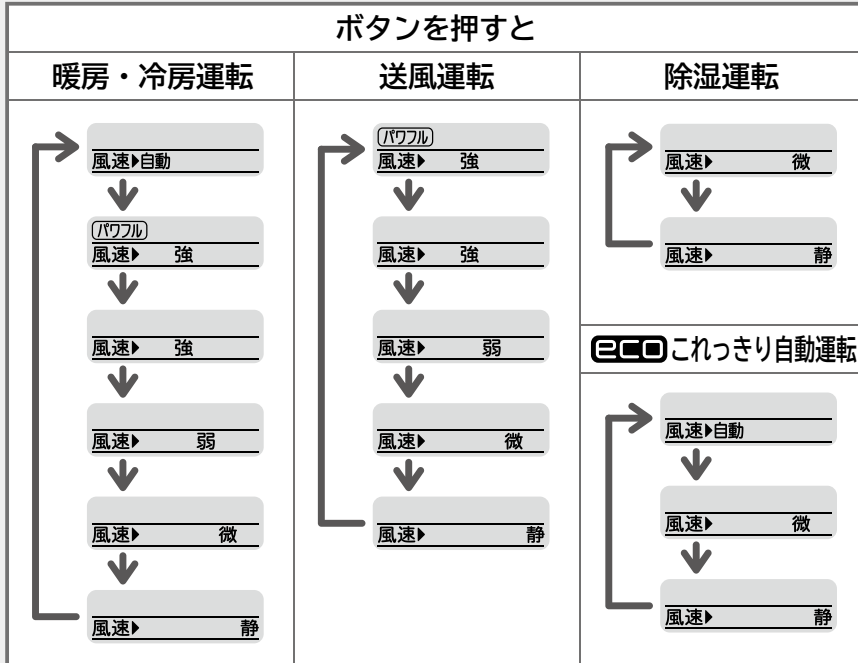 ボタンを押すと
暖房・冷房運転
風速▶自動
パワフル
風速▶ 強
風速▶ 強
風速▶ 弱
風速▶ 微
風速▶ 静
送風運転
パワフル
風速▶ 強
風速▶ 強
風速▶ 弱
風速▶ 微
風速▶ 静
除湿運転
風速▶ 微
風速▶ 静
ecoこれっきり自動運転
風速▶自動
風速▶ 微
風速▶ 静